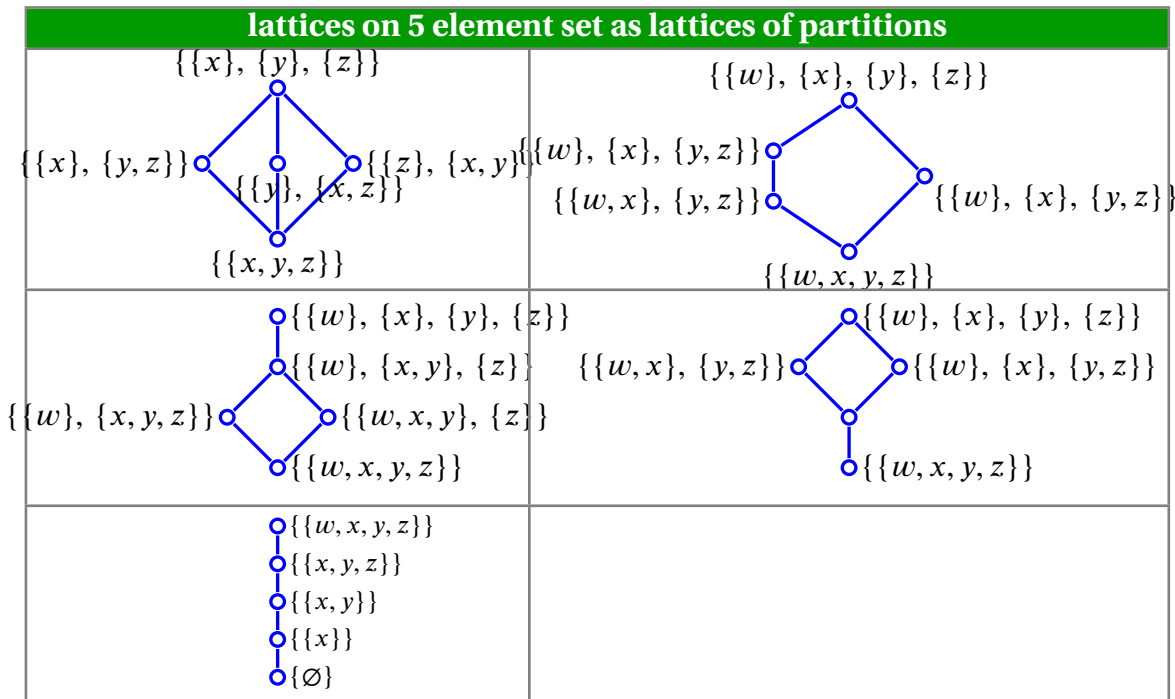 lattices on 5 element set as lattices of partitions
{{x}, {y}, {z}}
{{x}, {y,z}}
{{z}, {x,y}}
{{y}, {x,z}}
{{x,y,z}}
{{w}, {x}, {y}, {z}}
{{w}, {x}, {y,z}}
{{w,x}, {y,z}}
{{w}, {x}, {y,z}}
{{w,x,y,z}}
{{w}, {x}, {y}, {z}}
{{w}, {x,y}, {z}}
{{w}, {x,y,z}}
{{w,x,y}, {z}}
{{w,x,y,z}}
{{w}, {x}, {y}, {z}}
{{w,x}, {y,z}}
{{w}, {x}, {y,z}}
{{w,x,y,z}}
{{w,x,y,z}}
{{x,y,z}}
{{x,y}}
{{x}}
{∅}